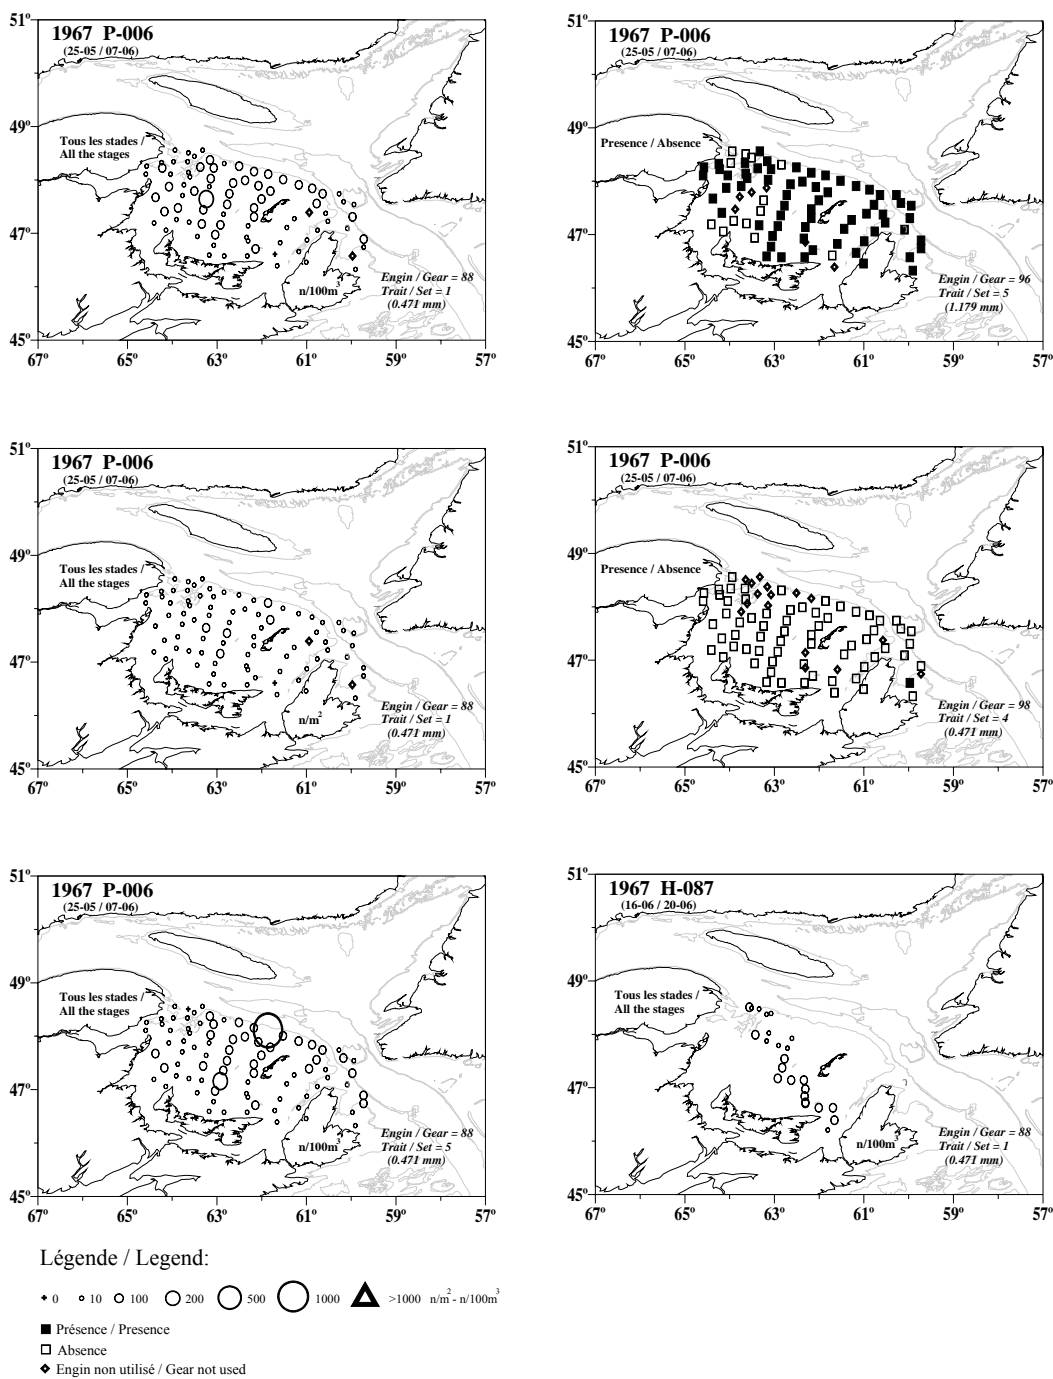 51º
1967 P-006
(25-05 / 07-06)
49º
Tous les stades /
All the stages
47º
n/100m³
Engin / Gear = 88
Trait / Set = 1
(0.471 mm)
45º
67º 65º 63º 61º 59º 57º
51º
1967 P-006
(25-05 / 07-06)
49º
Presence / Absence
47º
Engin / Gear = 96
Trait / Set = 5
(1.179 mm)
45º
67º 65º 63º 61º 59º 57º
51º
1967 P-006
(25-05 / 07-06)
49º
Tous les stades /
All the stages
47º
n/m²
Engin / Gear = 88
Trait / Set = 1
(0.471 mm)
45º
67º 65º 63º 61º 59º 57º
51º
1967 P-006
(25-05 / 07-06)
49º
Presence / Absence
47º
Engin / Gear = 98
Trait / Set = 4
(0.471 mm)
45º
67º 65º 63º 61º 59º 57º
51º
1967 P-006
(25-05 / 07-06)
49º
Tous les stades /
All the stages
47º
n/100m³
Engin / Gear = 88
Trait / Set = 5
(0.471 mm)
45º
67º 65º 63º 61º 59º 57º
51º
1967 H-087
(16-06 / 20-06)
49º
Tous les stades /
All the stages
47º
n/100m³
Engin / Gear = 88
Trait / Set = 1
(0.471 mm)
45º
67º 65º 63º 61º 59º 57º
Légende / Legend:
0 10 100 200 500 1000 >1000 n/m² - n/100m³
Présence / Presence
Absence
Engin non utilisé / Gear not used